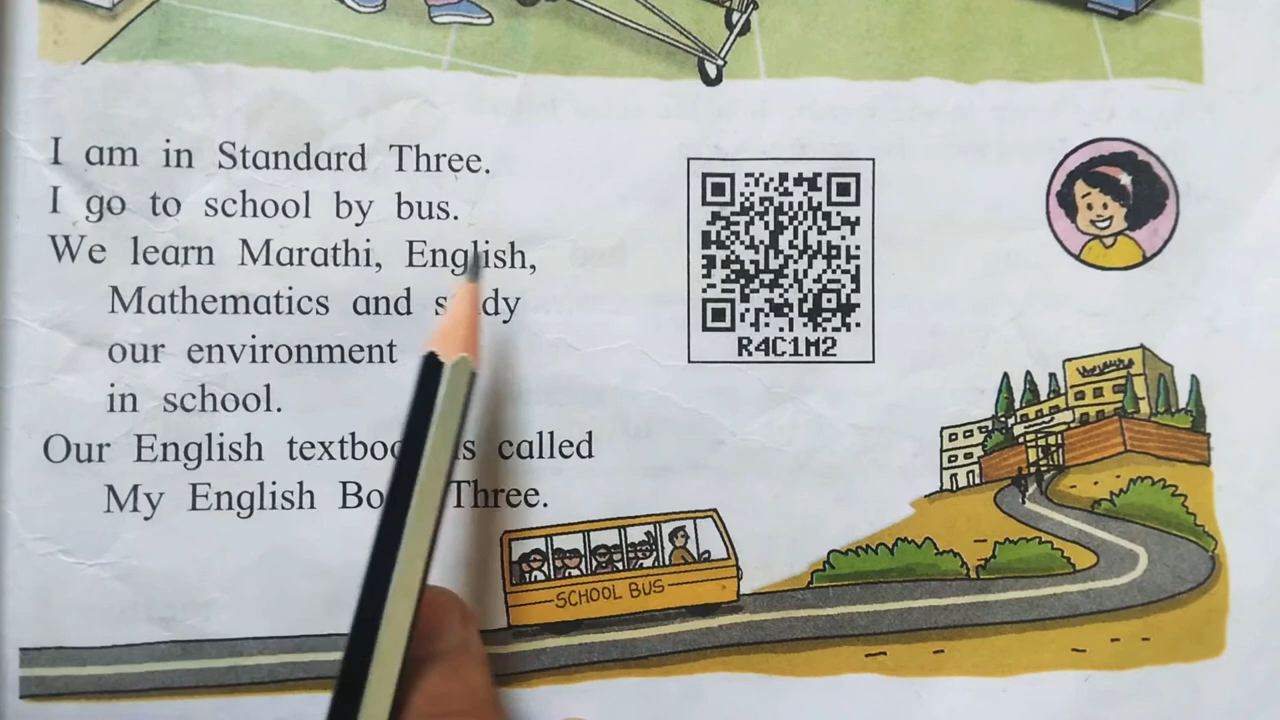 I am in Standard Three.
I go to school by bus.
We learn Marathi, English,
Mathematics and
our environment
in school.
Our English called
My English Three.
R4C1M2
SCHOOL BUS